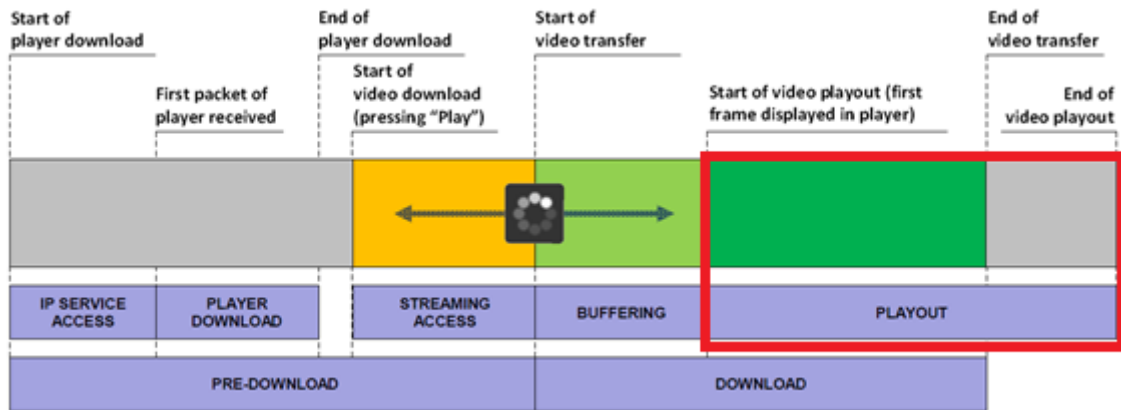 Start of
player download
End of
player download
Start of
video transfer
End of
video transfer
First packet of
player received
Start of
video download
(pressing “Play”)
Start of video playout (first
frame displayed in player)
End of
video playout
IP SERVICE
ACCESS
PLAYER
DOWNLOAD
STREAMING
ACCESS
BUFFERING
PLAYOUT
PRE-DOWNLOAD
DOWNLOAD